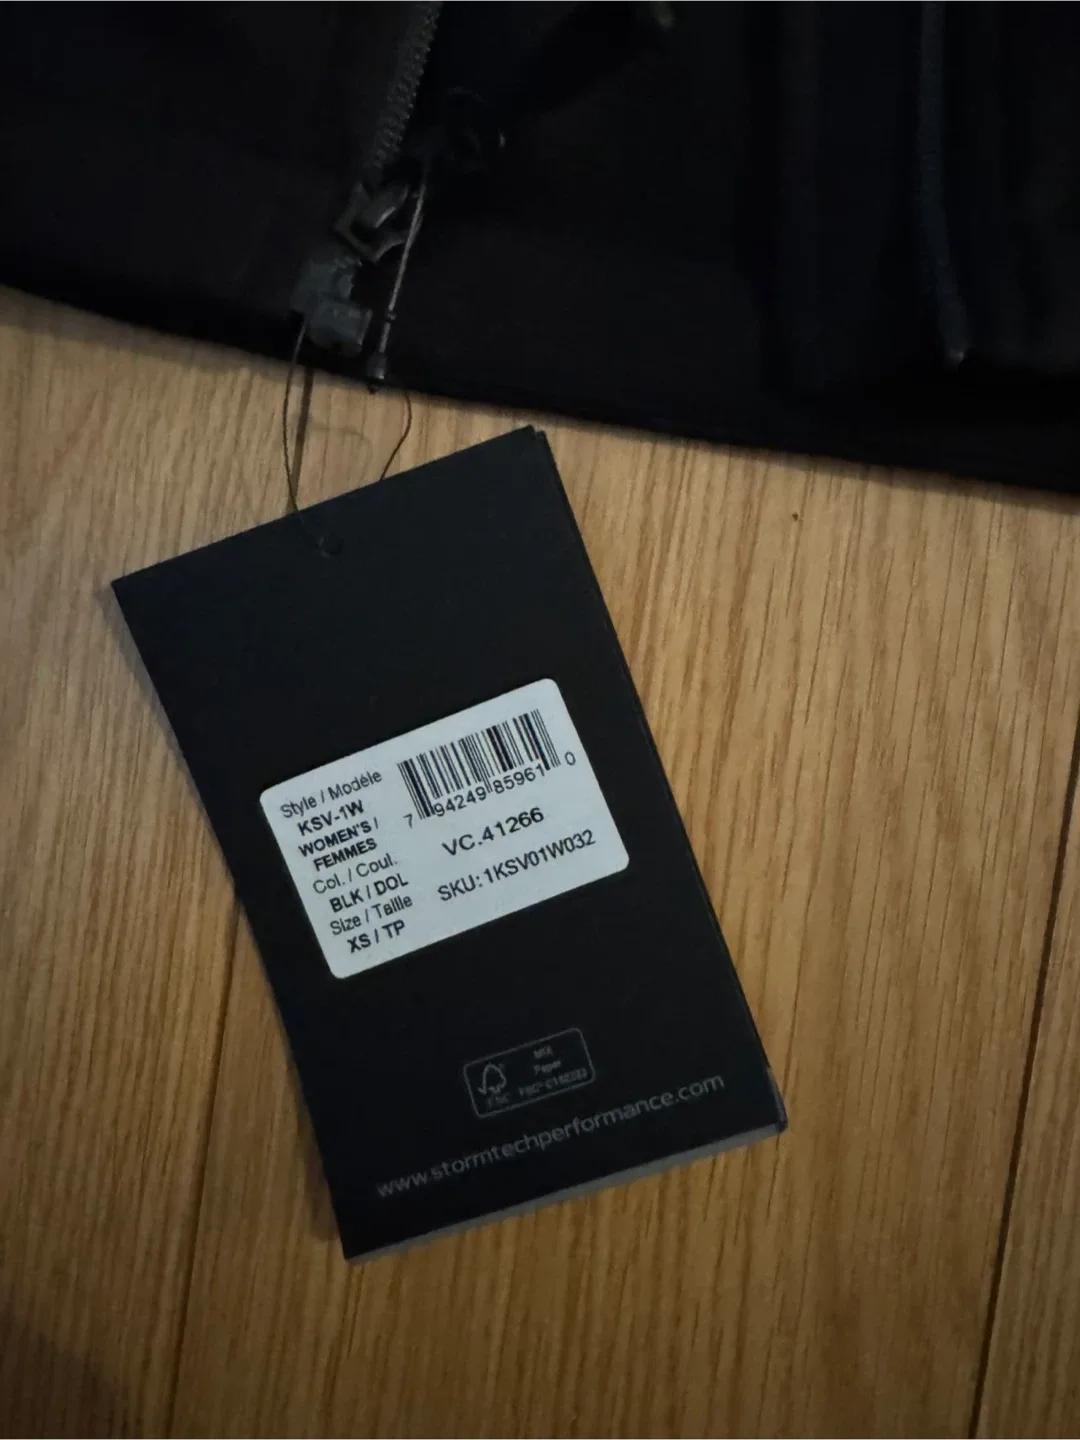 Style / Modèle
KSV-1W
WOMEN'S /
FEMMES
Col. / Coul.
BLK / DOL
Size / Taille
XS / TP
7 94249 85961 0
VC.41266
SKU: 1KSV01W032
MIX
Paper
FSC
www.stormtechperformance.com